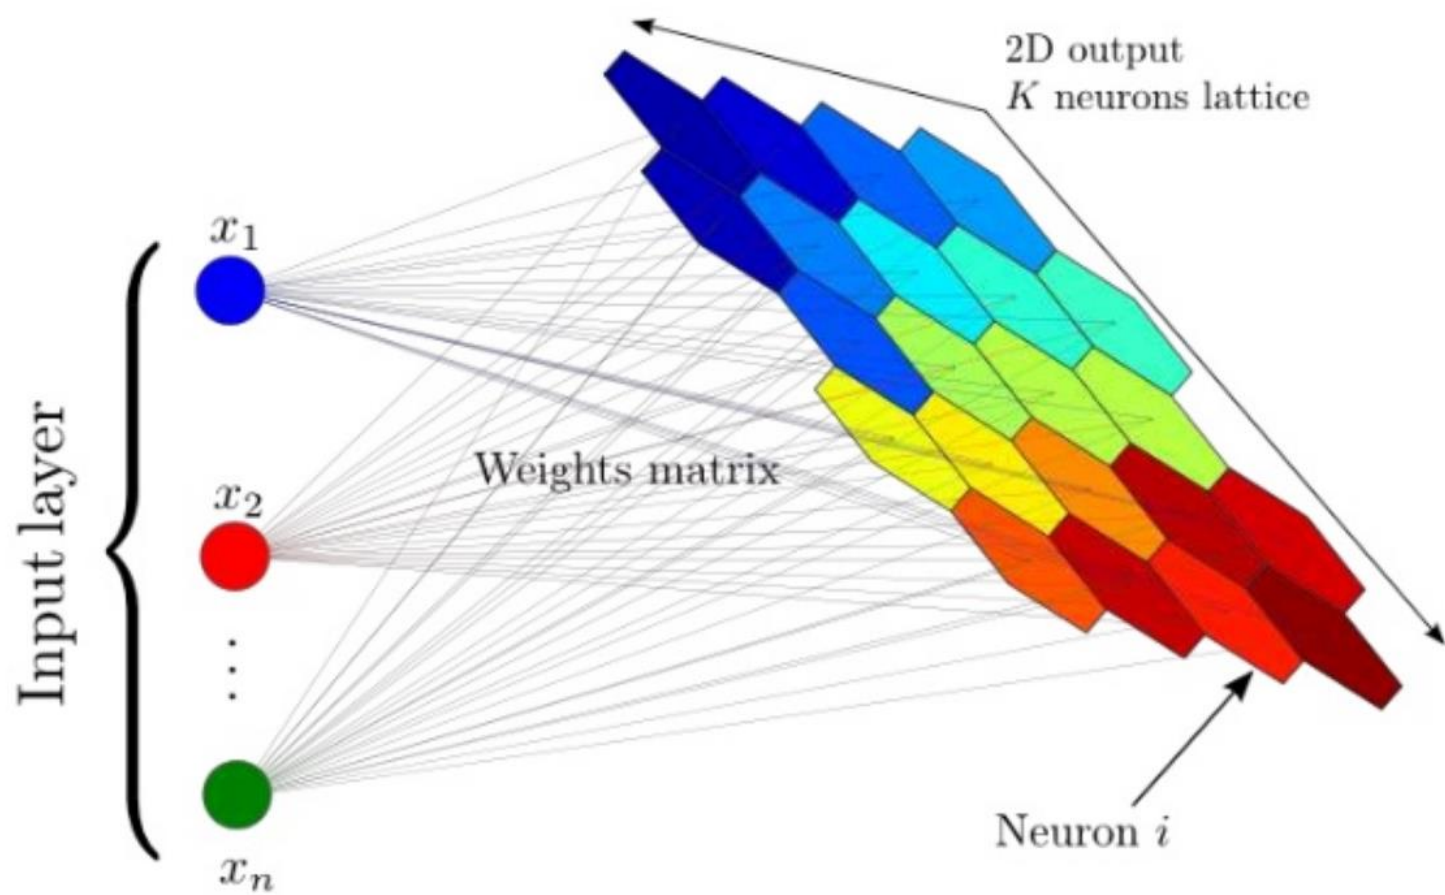 2D output
K neurons lattice
x₁
Input layer
Weights matrix
x₂
⋮
Neuron i
xₙ